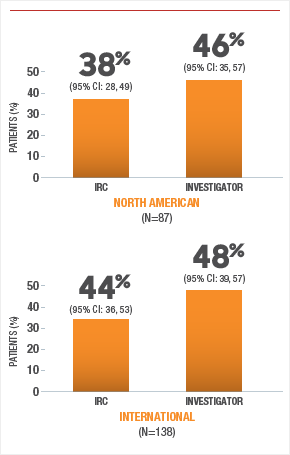 38%
(95% CI: 28, 49)
46%
(95% CI: 35, 57)
PATIENTS (%)
50
40
30
20
10
0
IRC
INVESTIGATOR
NORTH AMERICAN
(N=87)
44%
(95% CI: 36, 53)
48%
(95% CI: 39, 57)
PATIENTS (%)
50
40
30
20
10
0
IRC
INVESTIGATOR
INTERNATIONAL
(N=138)